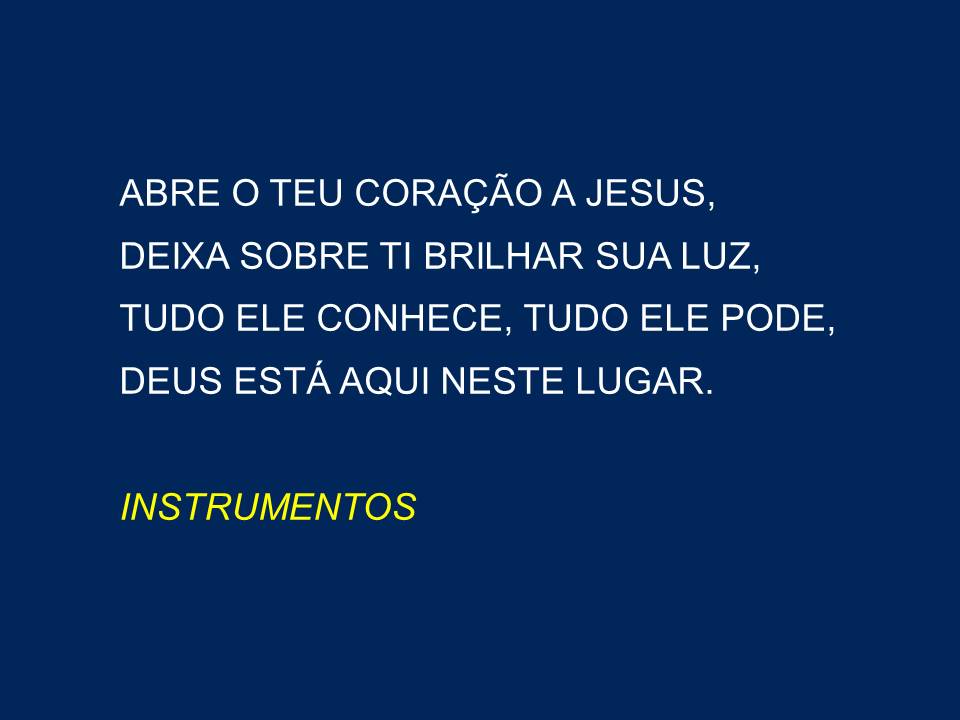 ABRE O TEU CORAÇÃO A JESUS,
DEIXA SOBRE TI BRILHAR SUA LUZ,
TUDO ELE CONHECE, TUDO ELE PODE,
DEUS ESTÁ AQUI NESTE LUGAR.
INSTRUMENTOS